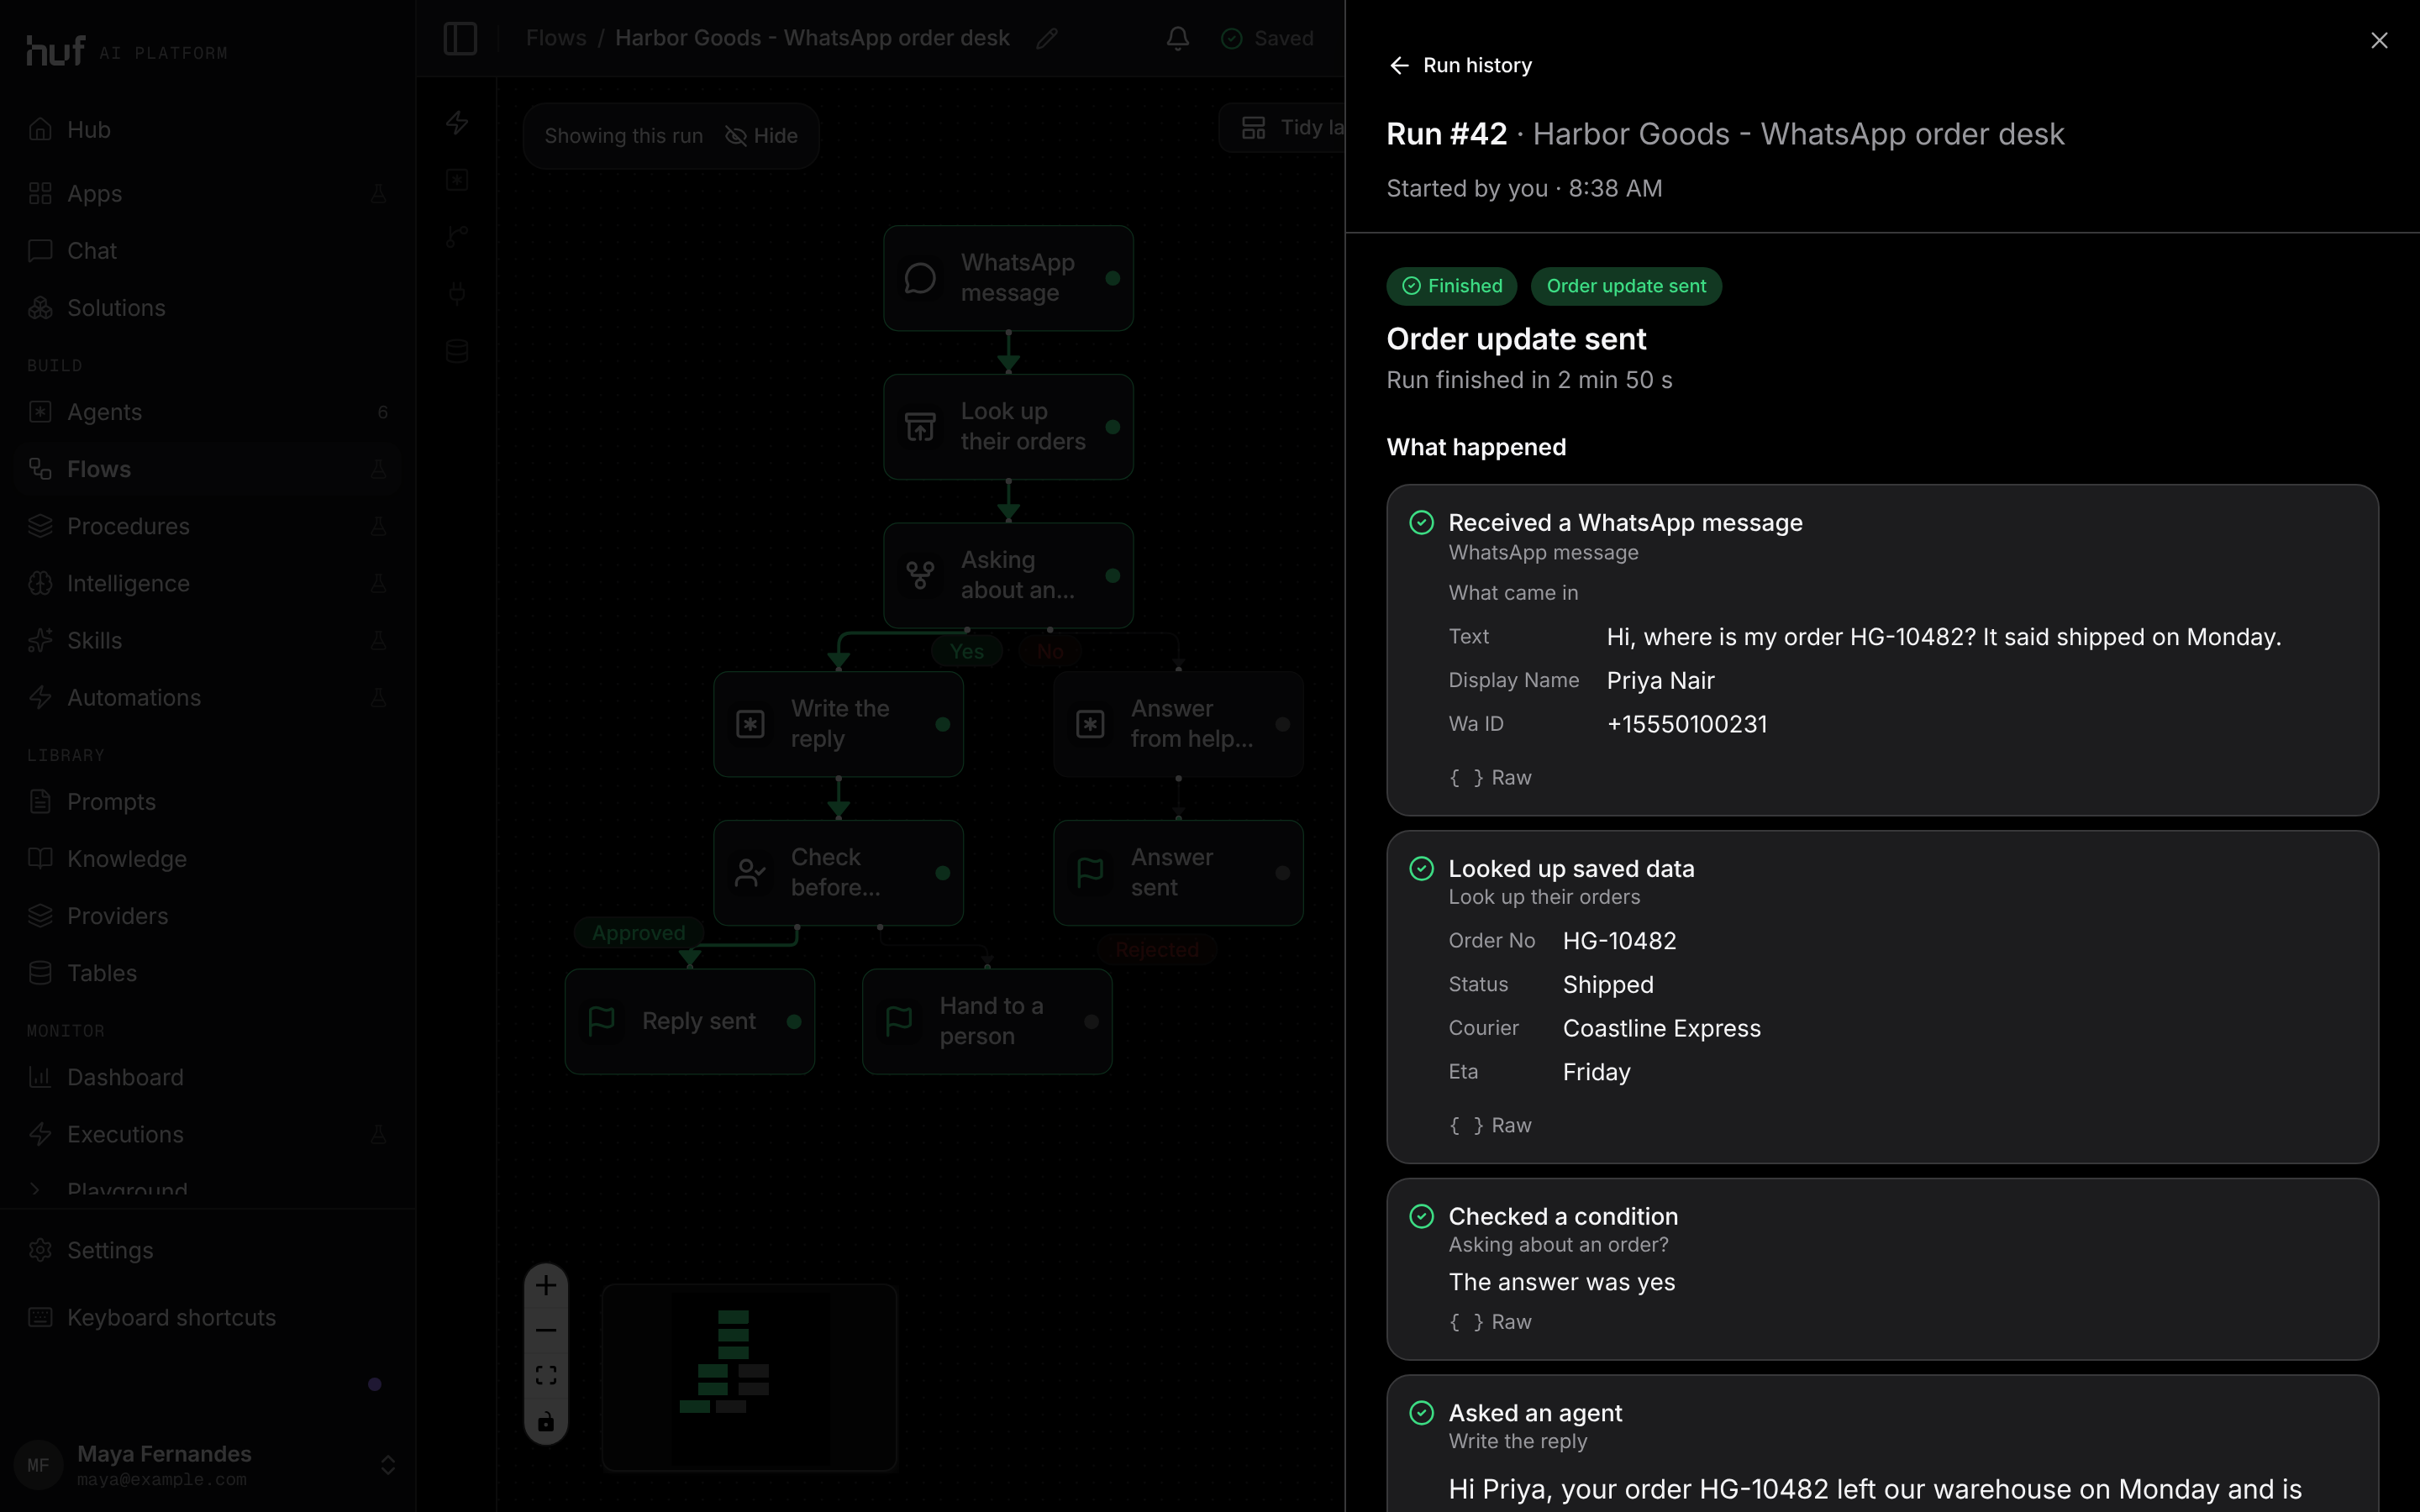 huf AI PLATFORM
Hub
Apps
Chat
Solutions
BUILD
Agents 6
Flows
Procedures
Intelligence
Skills
Automations
LIBRARY
Prompts
Knowledge
Providers
Tables
MONITOR
Dashboard
Executions
Playground
Settings
Keyboard shortcuts
MF
Maya Fernandes
maya@example.com
Flows / Harbor Goods - WhatsApp order desk
Saved
Showing this run Hide
Tidy la
WhatsApp
message
Look up
their orders
Asking
about an...
Yes
No
Write the
reply
Answer
from help...
Check
before...
Answer
sent
Approved
Rejected
Reply sent
Hand to a
person
Run history
Run #42 · Harbor Goods - WhatsApp order desk
Started by you · 8:38 AM
Finished
Order update sent
Order update sent
Run finished in 2 min 50 s
What happened
Received a WhatsApp message
WhatsApp message
What came in
Text Hi, where is my order HG-10482? It said shipped on Monday.
Display Name Priya Nair
Wa ID +15550100231
{ } Raw
Looked up saved data
Look up their orders
Order No HG-10482
Status Shipped
Courier Coastline Express
Eta Friday
{ } Raw
Checked a condition
Asking about an order?
The answer was yes
{ } Raw
Asked an agent
Write the reply
Hi Priya, your order HG-10482 left our warehouse on Monday and is